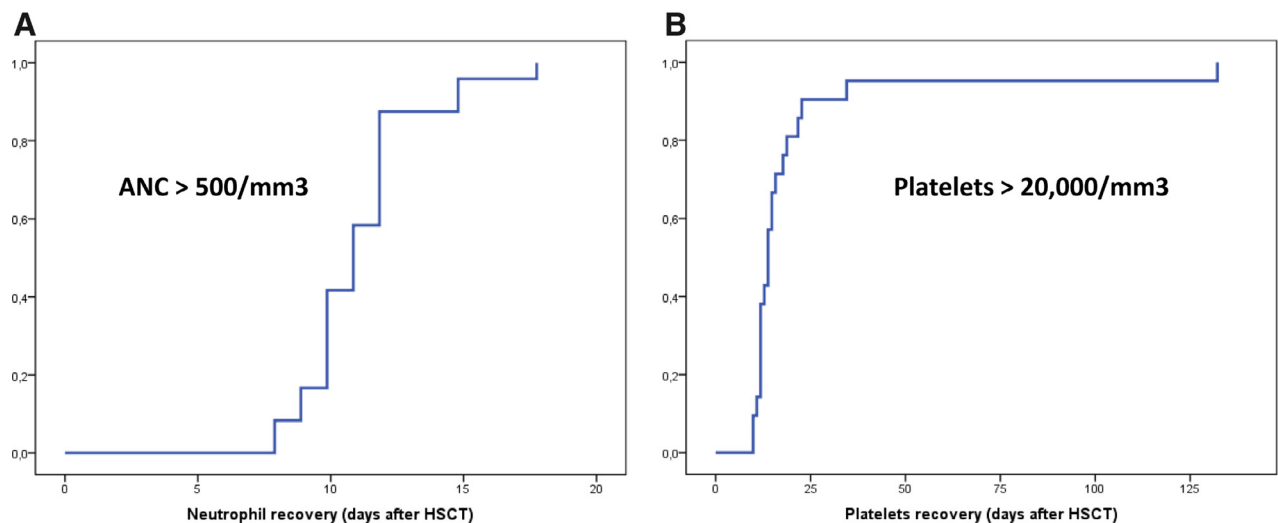 A
1,0
0,8
0,6
0,4
0,2
0,0
ANC > 500/mm3
0 5 10 15 20
Neutrophil recovery (days after HSCT)
B
1,0
0,8
0,6
0,4
0,2
0,0
Platelets > 20,000/mm3
0 25 50 75 100 125
Platelets recovery (days after HSCT)